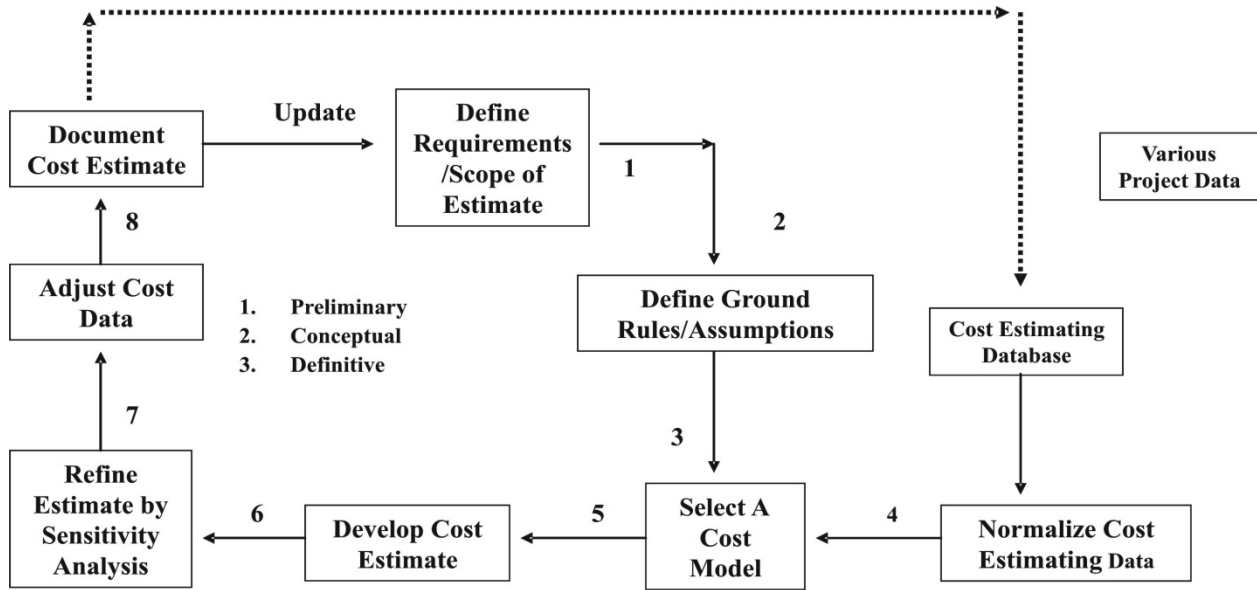 Document
Cost Estimate
Update
Define
Requirements
/Scope of
Estimate
1
2
Various
Project Data
8
Adjust Cost
Data
1. Preliminary
2. Conceptual
3. Definitive
Define Ground
Rules/Assumptions
Cost Estimating
Database
7
3
Refine
Estimate by
Sensitivity
Analysis
6
Develop Cost
Estimate
5
Select A
Cost
Model
4
Normalize Cost
Estimating Data